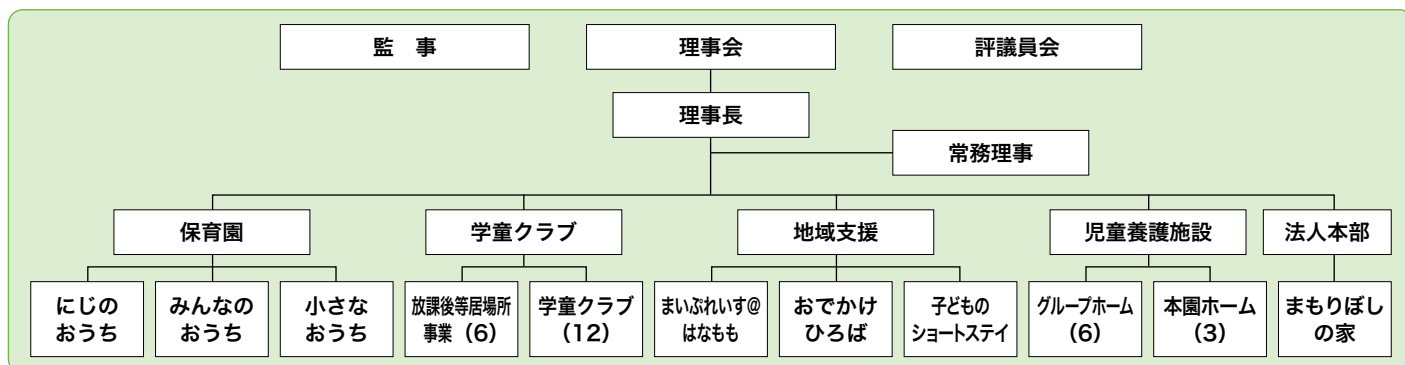 監　事
理事会
評議員会
理事長
常務理事
保育園
学童クラブ
地域支援
児童養護施設
法人本部
にじの
おうち
みんなの
おうち
小さな
おうち
放課後等居場所
事業（6）
学童クラブ
（12）
まいぷれいす@
はなもも
おでかけ
ひろば
子どもの
ショートステイ
グループホーム
（6）
本園ホーム
（3）
まもりぼし
の家